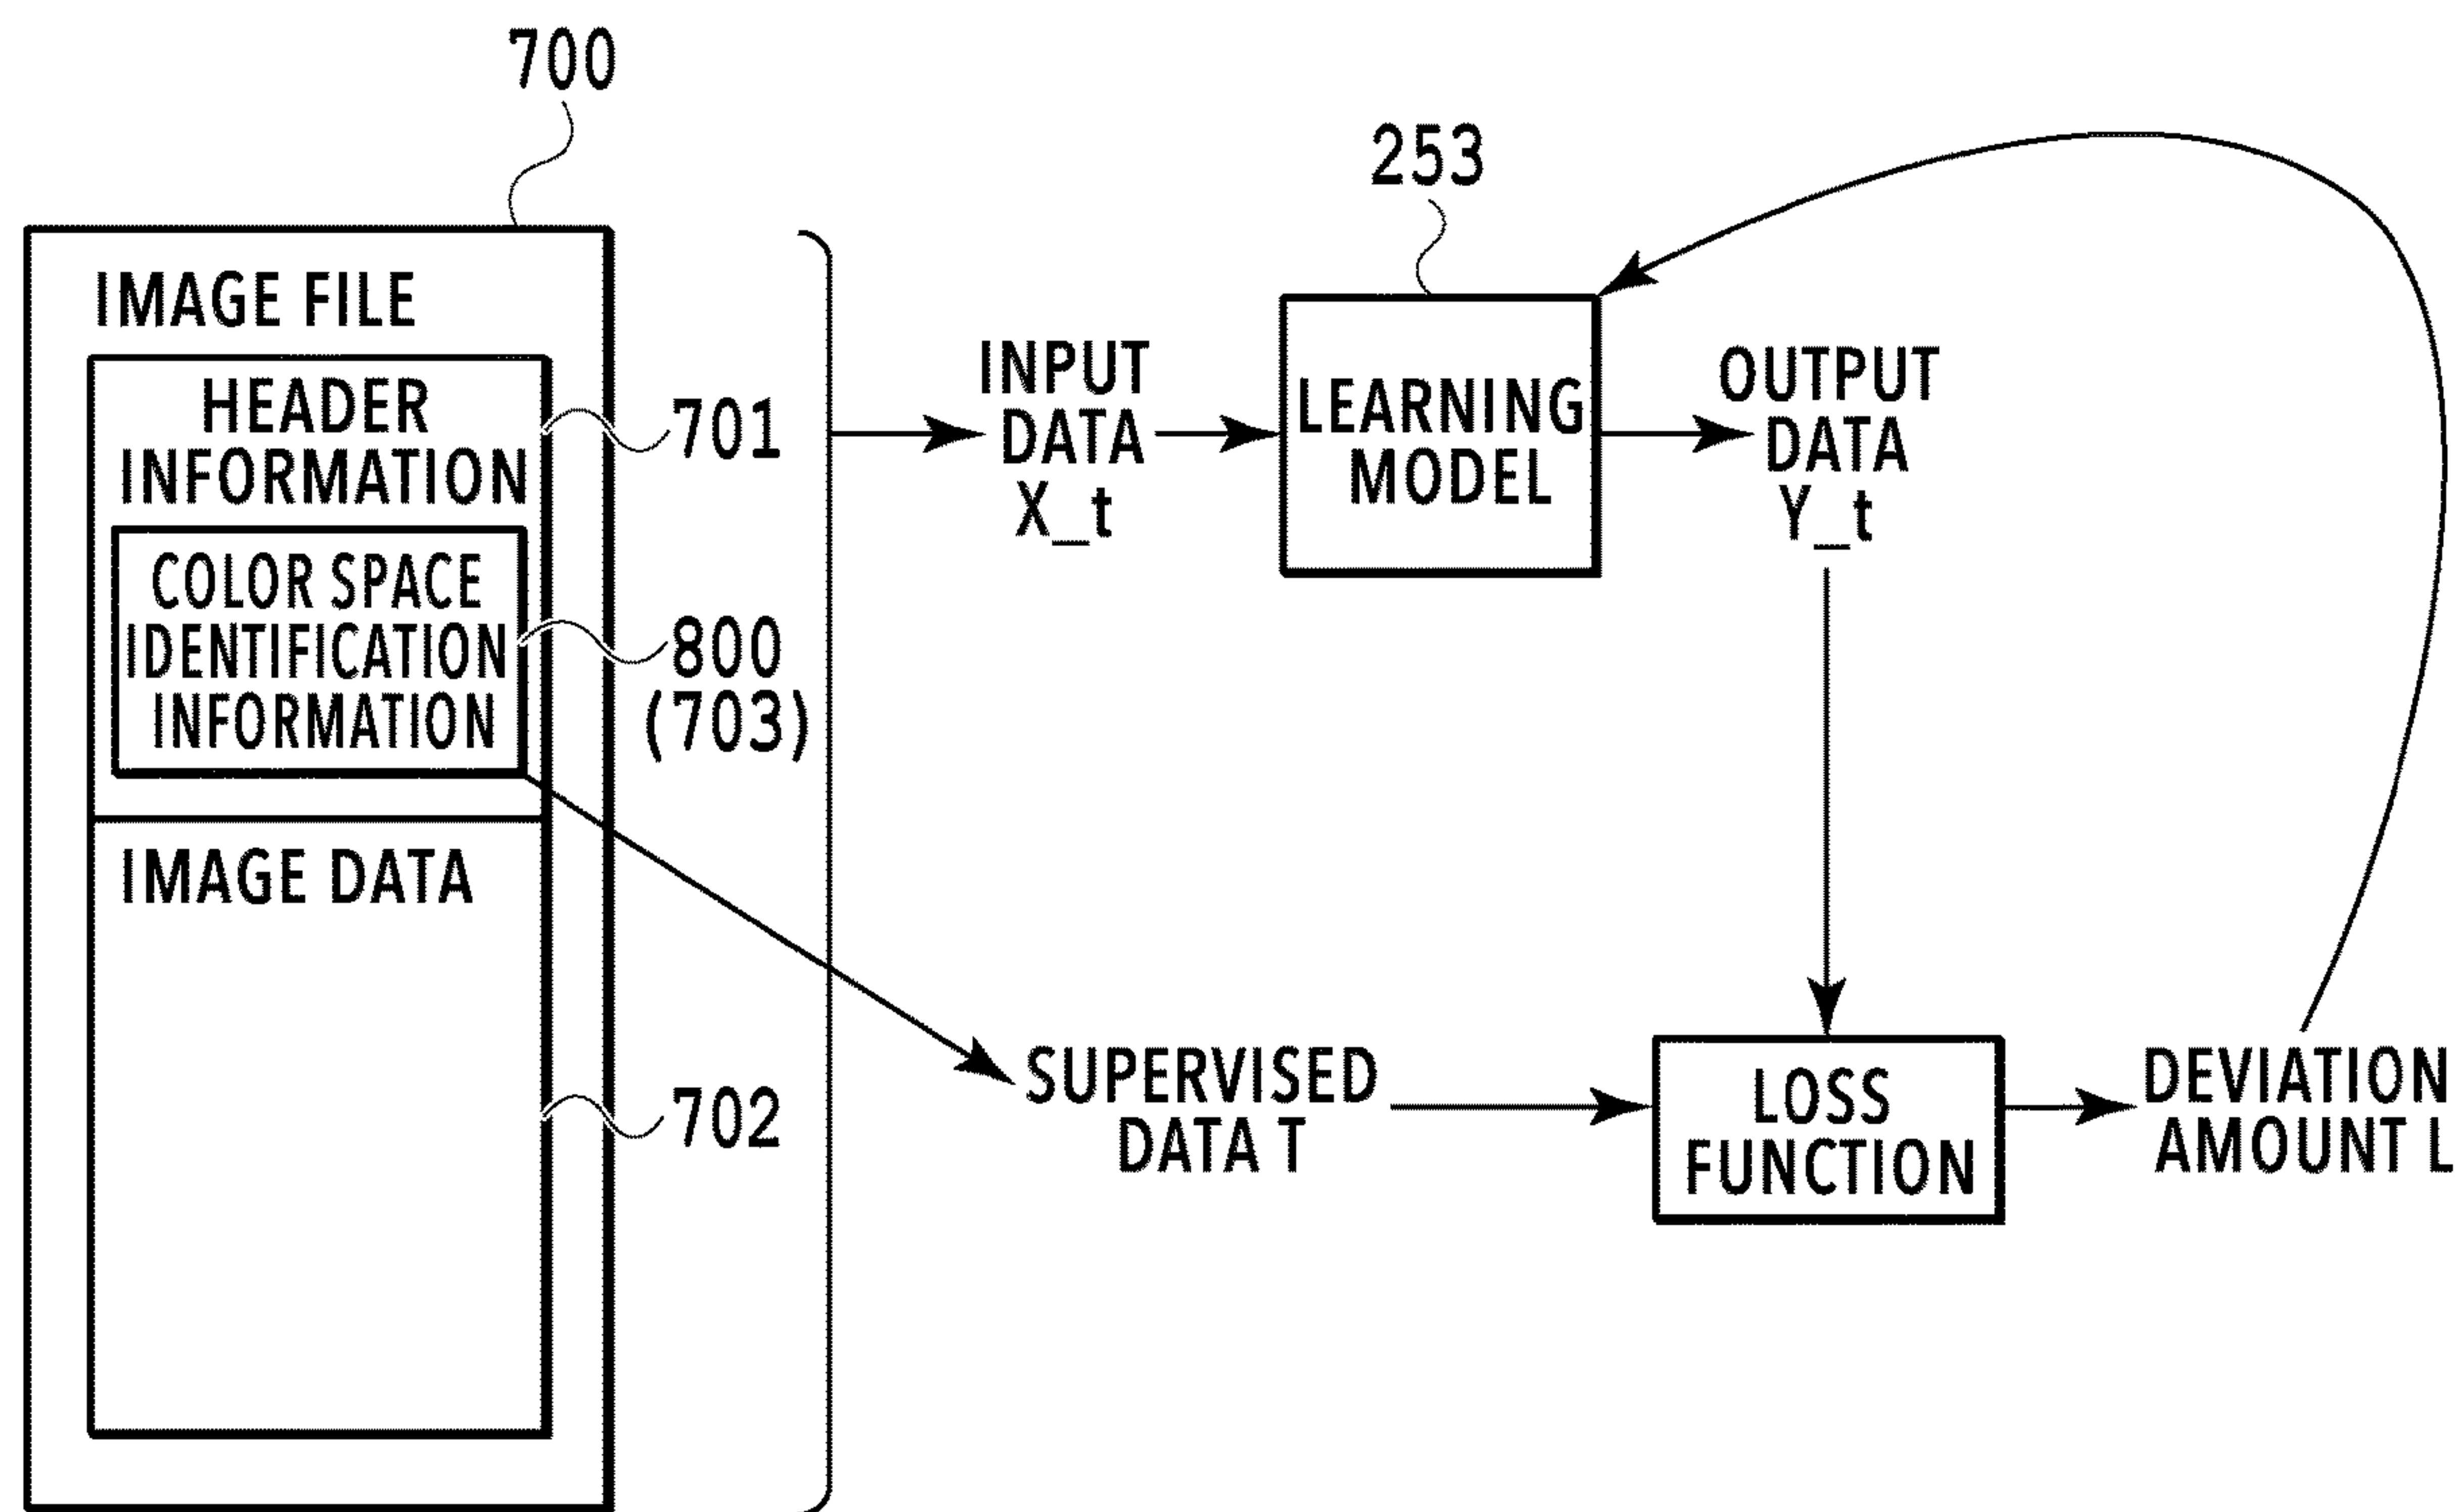 700
IMAGE FILE
HEADER
INFORMATION
701
COLOR SPACE
IDENTIFICATION
INFORMATION
800
(703)
IMAGE DATA
702
INPUT
DATA
X_t
253
LEARNING
MODEL
OUTPUT
DATA
Y_t
SUPERVISED
DATA T
LOSS
FUNCTION
DEVIATION
AMOUNT L